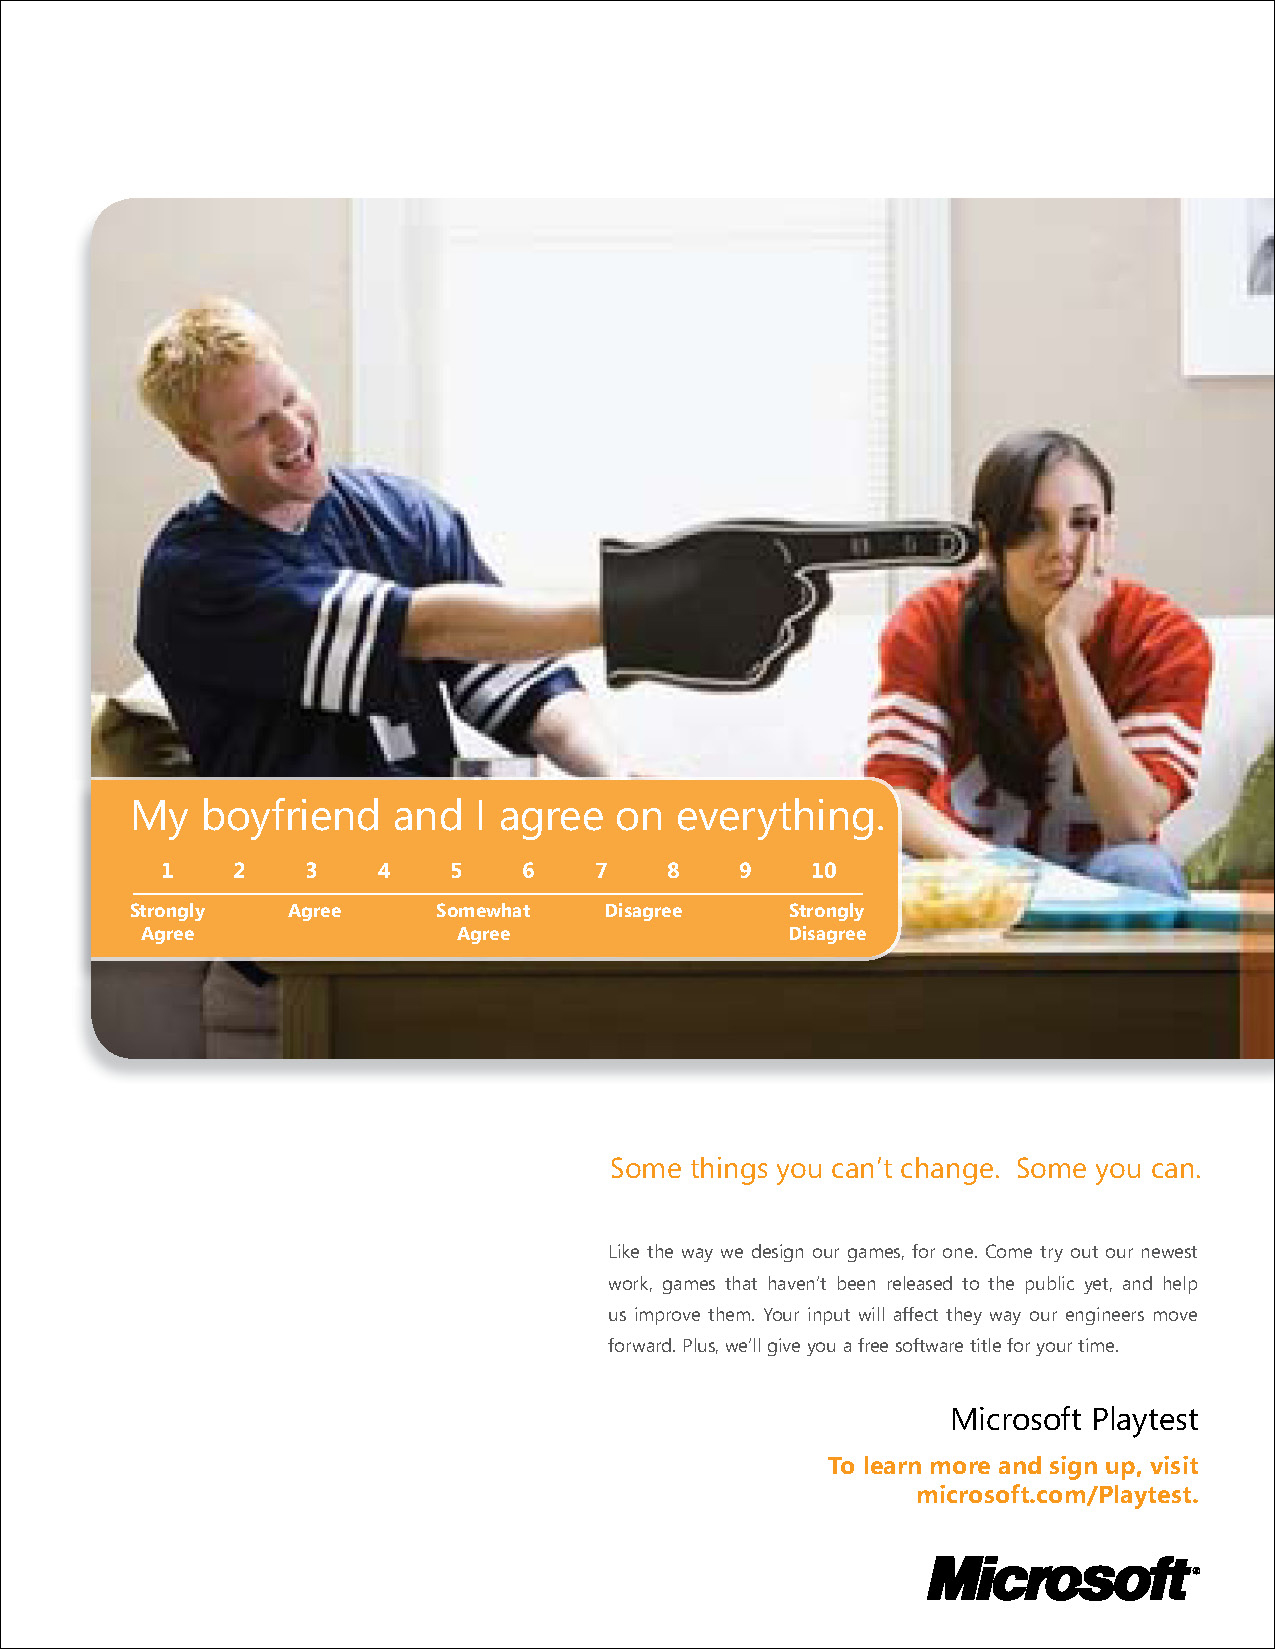 My boyfriend and I agree on everything.
1 2 3 4 5 6 7 8 9 10
Strongly Agree Somewhat Disagree Strongly
Agree Agree Disagree
Some things you can't change. Some you can.
Like the way we design our games, for one. Come try out our newest
work, games that haven't been released to the public yet, and help
us improve them. Your input will affect they way our engineers move
forward. Plus, we'll give you a free software title for your time.
Microsoft Playtest
To learn more and sign up, visit
microsoft.com/Playtest.
Microsoft®